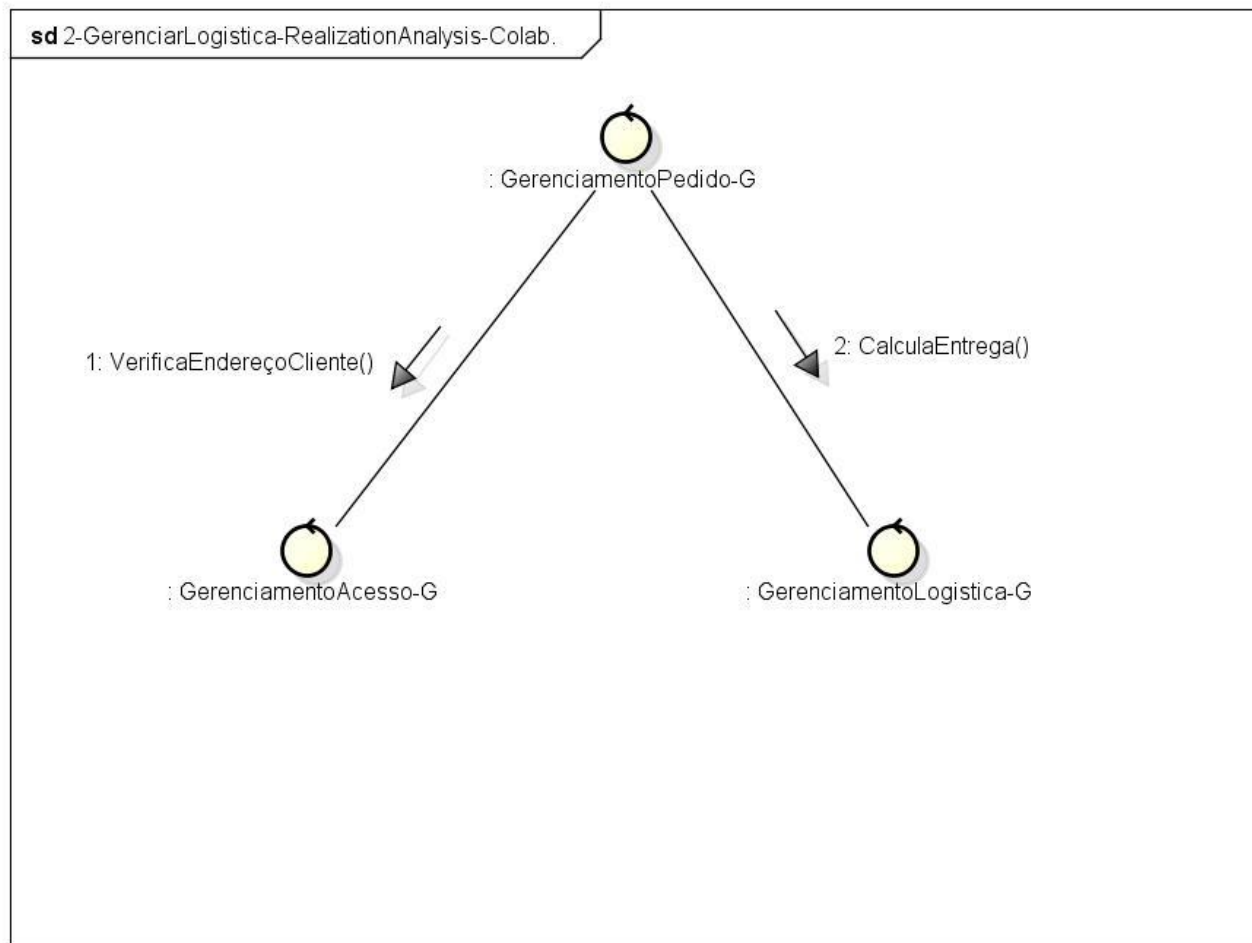 sd 2-GerenciarLogistica-RealizationAnalysis-Colab.
: GerenciamentoPedido-G
1: VerificaEndereçoCliente()
2: CalculaEntrega()
: GerenciamentoAcesso-G
: GerenciamentoLogistica-G